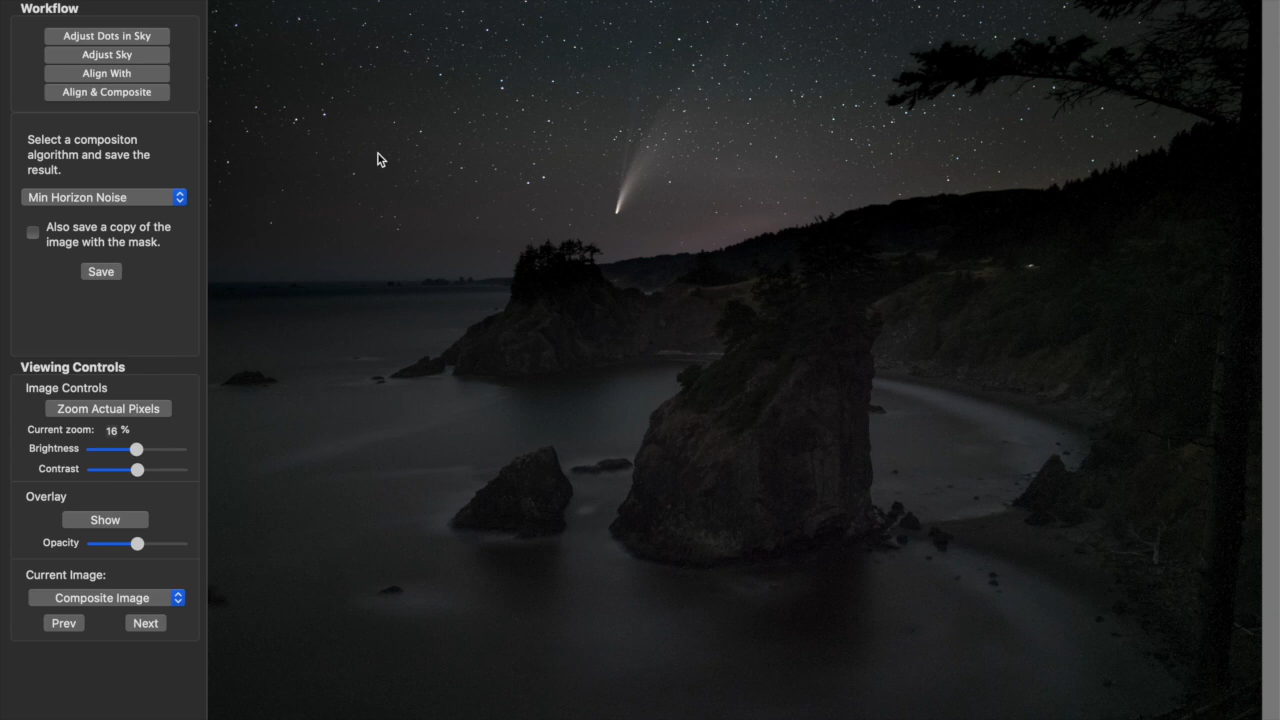 Workflow
Adjust Dots in Sky
Adjust Sky
Align With
Align & Composite
Select a compositon
algorithm and save the
result.
Min Horizon Noise
Also save a copy of the
image with the mask.
Save
Viewing Controls
Image Controls
Zoom Actual Pixels
Current zoom: 16 %
Brightness
Contrast
Overlay
Show
Opacity
Current Image:
Composite Image
Prev Next